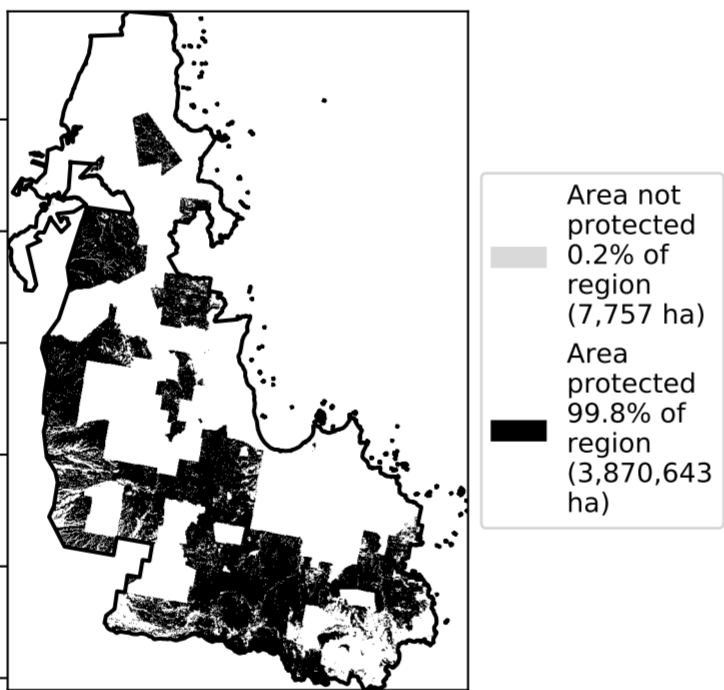 Area not
protected
0.2% of
region
(7,757 ha)
Area
protected
99.8% of
region
(3,870,643
ha)